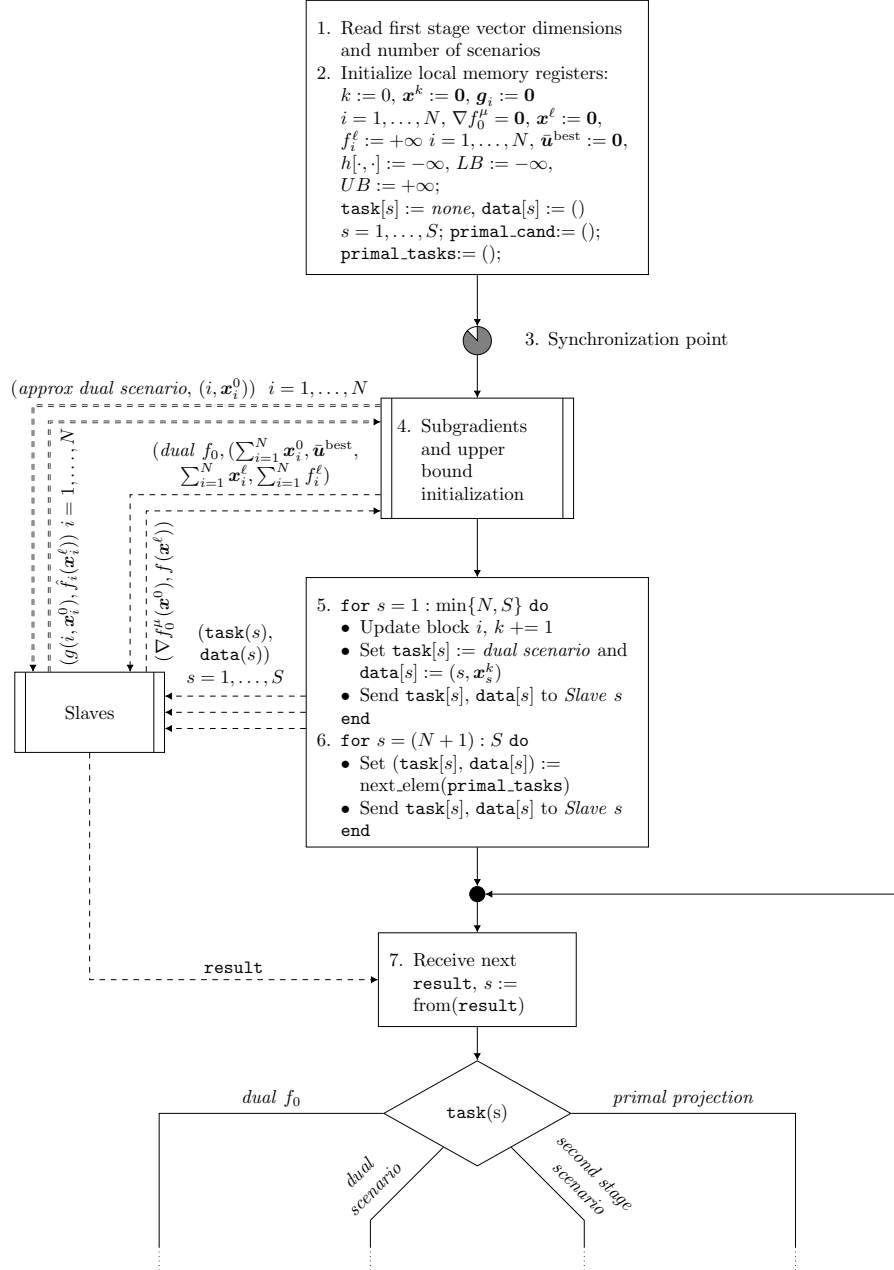 1. Read first stage vector dimensions
and number of scenarios
2. Initialize local memory registers:
k := 0, x^k := 0, g_i := 0
i = 1, . . . , N, ∇f_0^μ = 0, x^ℓ := 0,
f_i^ℓ := +∞ i = 1, . . . , N, ū^best := 0,
h[·, ·] := −∞, LB := −∞,
UB := +∞;
task[s] := none, data[s] := ()
s = 1, . . . , S; primal_cand:= ();
primal_tasks:= ();
3. Synchronization point
(approx dual scenario, (i, x_i^0)) i = 1, . . . , N
4. Subgradients
and upper
bound
initialization
(dual f_0, (∑_{i=1}^N x_i^0, ū^best,
∑_{i=1}^N x_i^ℓ, ∑_{i=1}^N f_i^ℓ)
(g(i, x_i^0), f̂_i(x_i^ℓ)) i = 1, . . . , N
(∇f_0^μ(x^0), f(x^ℓ))
5. for s = 1 : min{N, S} do
• Update block i, k += 1
• Set task[s] := dual scenario and
data[s] := (s, x_s^k)
• Send task[s], data[s] to Slave s
end
6. for s = (N + 1) : S do
• Set (task[s], data[s]) :=
next_elem(primal_tasks)
• Send task[s], data[s] to Slave s
end
(task(s),
data(s))
s = 1, . . . , S
Slaves
result
7. Receive next
result, s :=
from(result)
task(s)
dual f_0
primal projection
dual
scenario
second stage
scenario